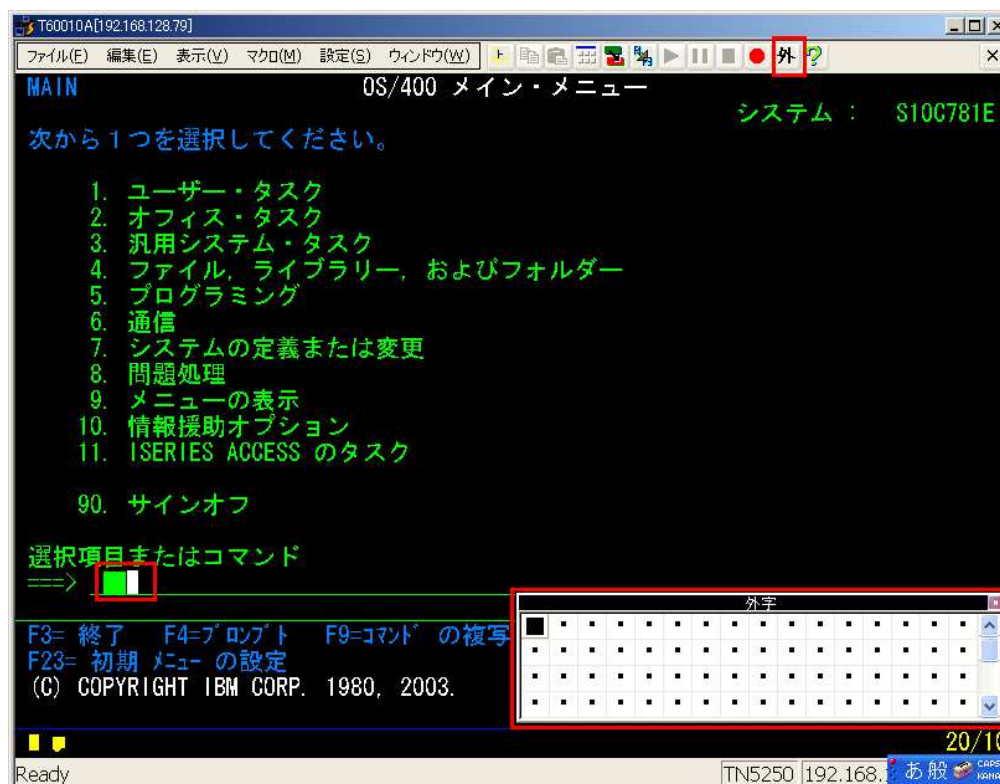 T60010A[192.168.128.79]
ファイル(F) 編集(E) 表示(V) マクロ(M) 設定(S) ウィンドウ(W) 外
MAIN OS/400 メイン・メニュー
システム : S10C781E
次から１つを選択してください。
1. ユーザー・タスク
2. オフィス・タスク
3. 汎用システム・タスク
4. ファイル, ライブラリー, およびフォルダー
5. プログラミング
6. 通信
7. システムの定義または変更
8. 問題処理
9. メニューの表示
10. 情報援助オプション
11. ISERIES ACCESS のタスク
90. サインオフ
選択項目またはコマンド
===>
外字
F3= 終了 F4=ﾌﾟﾛﾝﾌﾟﾄ F9=ｺﾏﾝﾄﾞ の複写
F23= 初期 ﾒﾆｭｰ の設定
(C) COPYRIGHT IBM CORP. 1980, 2003.
20/10
Ready TN5250 192.168. あ 般 CAPS
KANA